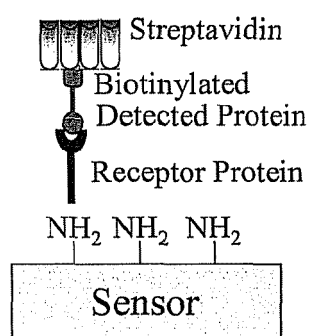 Streptavidin
Biotinylated
Detected Protein
Receptor Protein
NH₂ NH₂ NH₂
Sensor